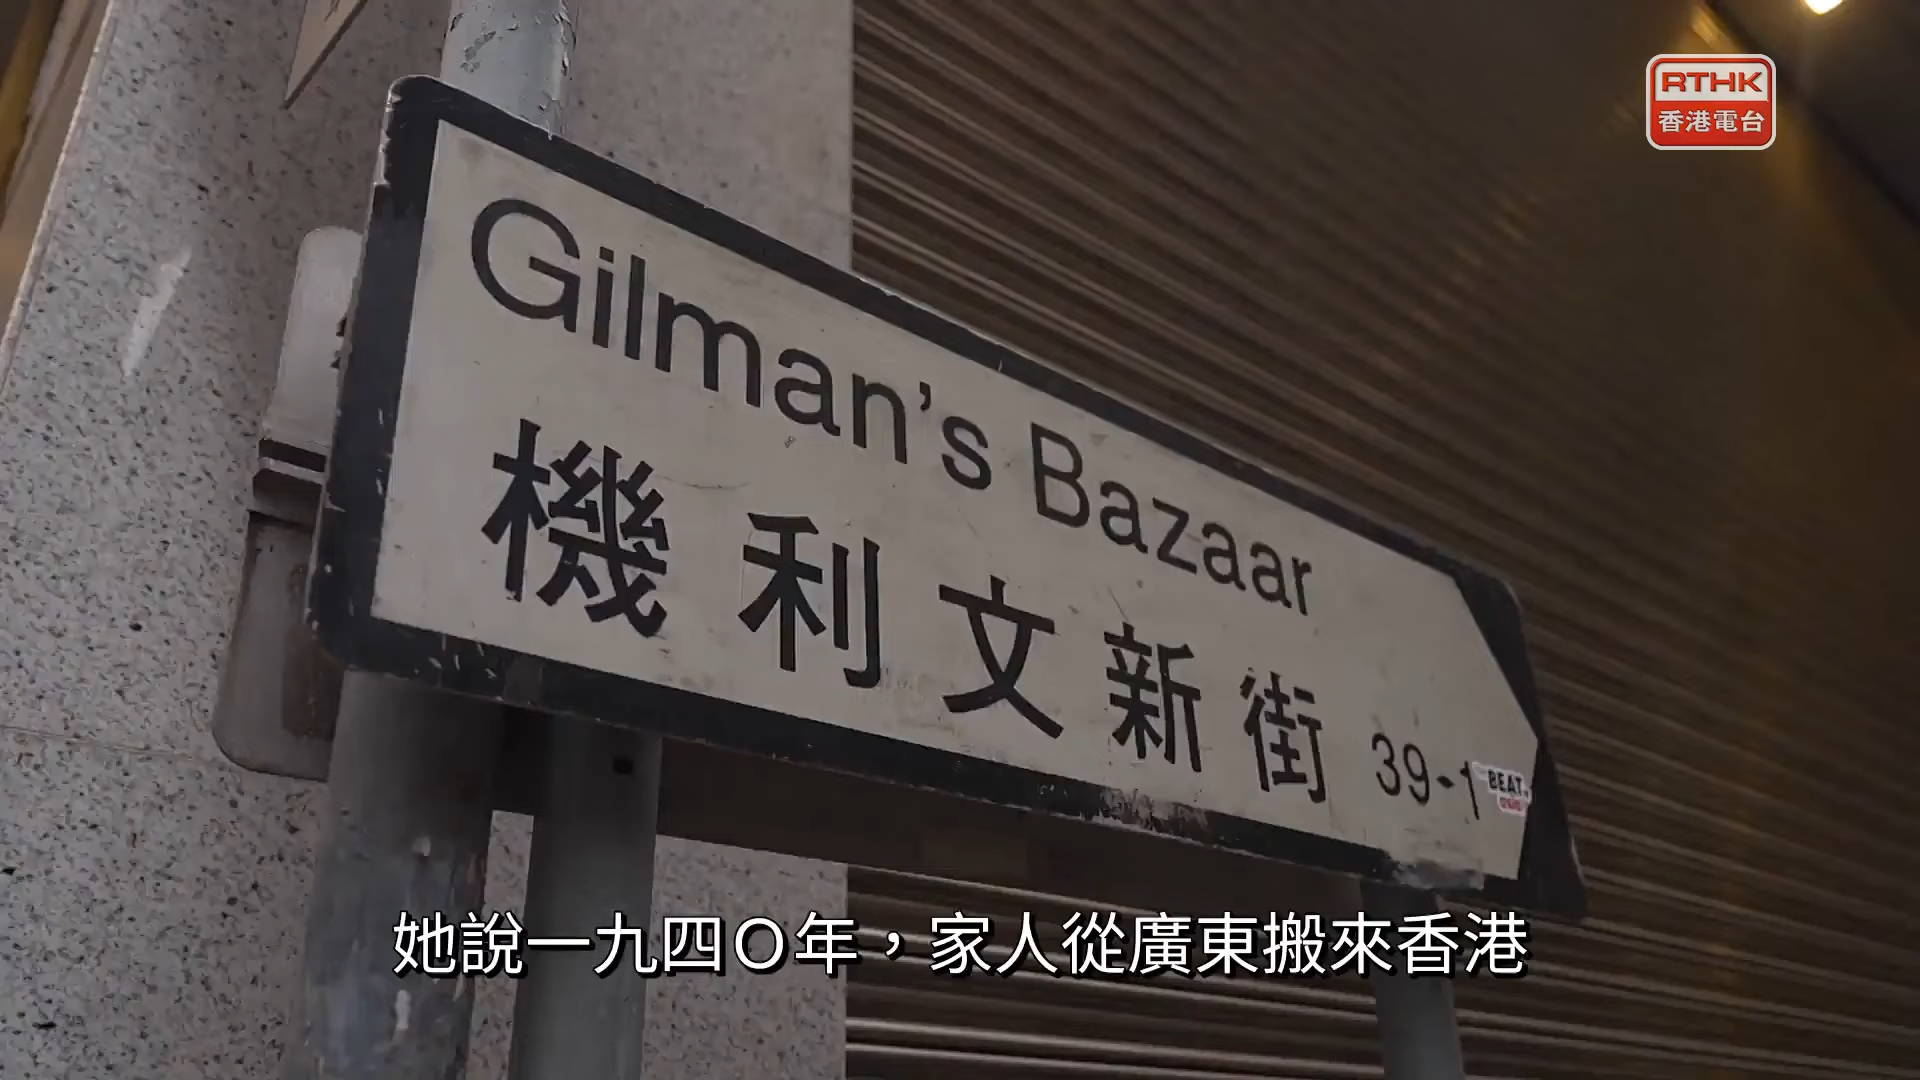 RTHK
香港電台
Gilman's Bazaar
機利文新街 39-1
BEAT
她說一九四〇年，家人從廣東搬來香港